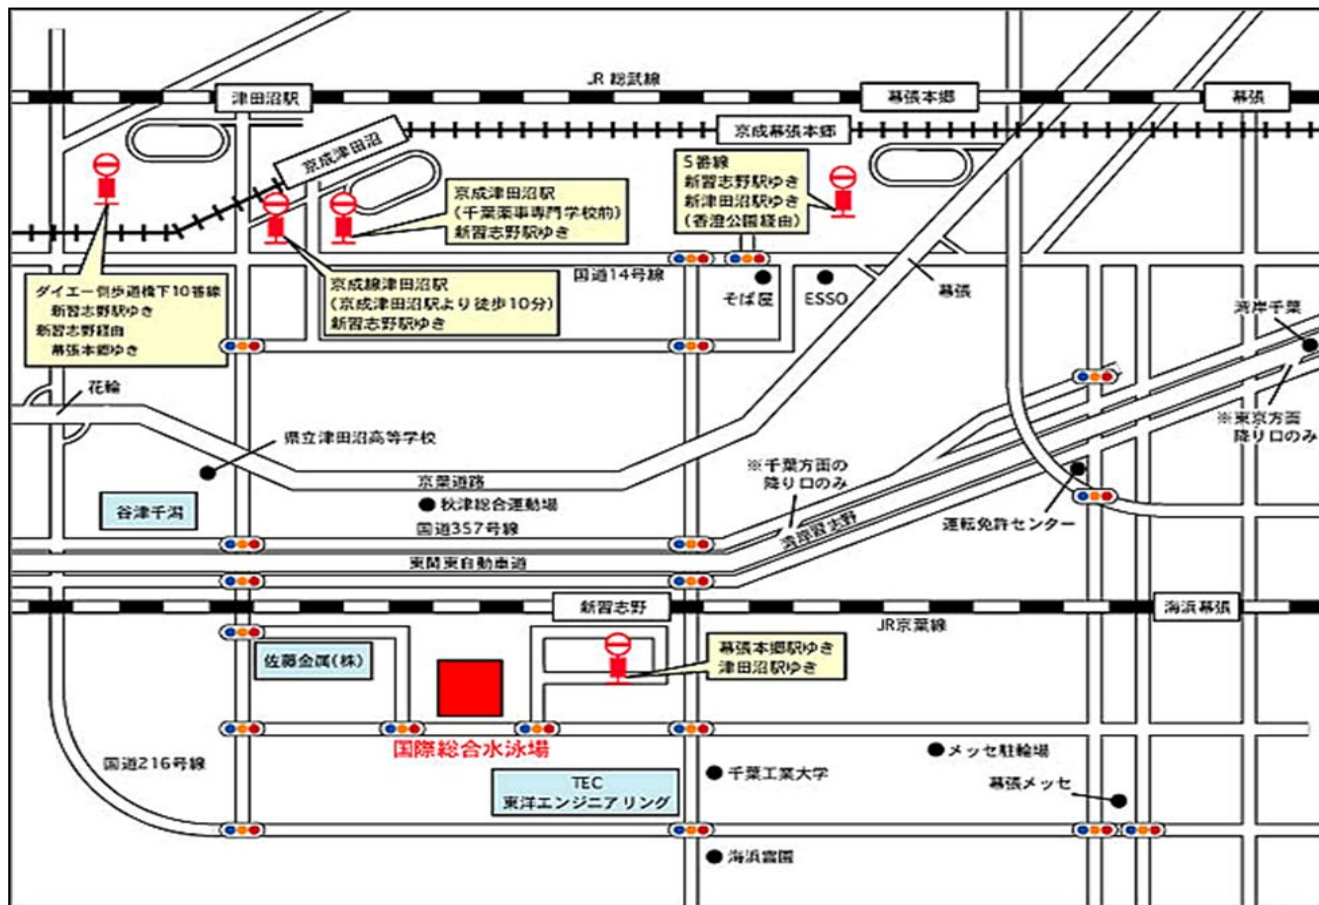 JR 総武線
津田沼駅
幕張本郷
幕張
京成幕張本郷
京成津田沼
京成津田沼駅
(千葉薬事専門学校前)
新習志野駅ゆき
5番線
新習志野駅ゆき
新津田沼駅ゆき
(香澄公園経由)
国道14号線
そば屋
ESSO
幕張
ダイエー側歩道橋下10番線
新習志野駅ゆき
新習志野経由
幕張本郷ゆき
京成線津田沼駅
(京成津田沼駅より徒歩10分)
新習志野駅ゆき
湾岸千葉
花輪
※東京方面
降り口のみ
県立津田沼高等学校
※千葉方面の
降り口のみ
京葉道路
秋津総合運動場
谷津干潟
国道357号線
湾岸習志野
運転免許センター
東関東自動車道
新習志野
海浜幕張
JR京葉線
佐藤金属(株)
幕張本郷駅ゆき
津田沼駅ゆき
国際総合水泳場
国道216号線
メッセ駐輪場
TEC
東洋エンジニアリング
千葉工業大学
幕張メッセ
海浜霊園